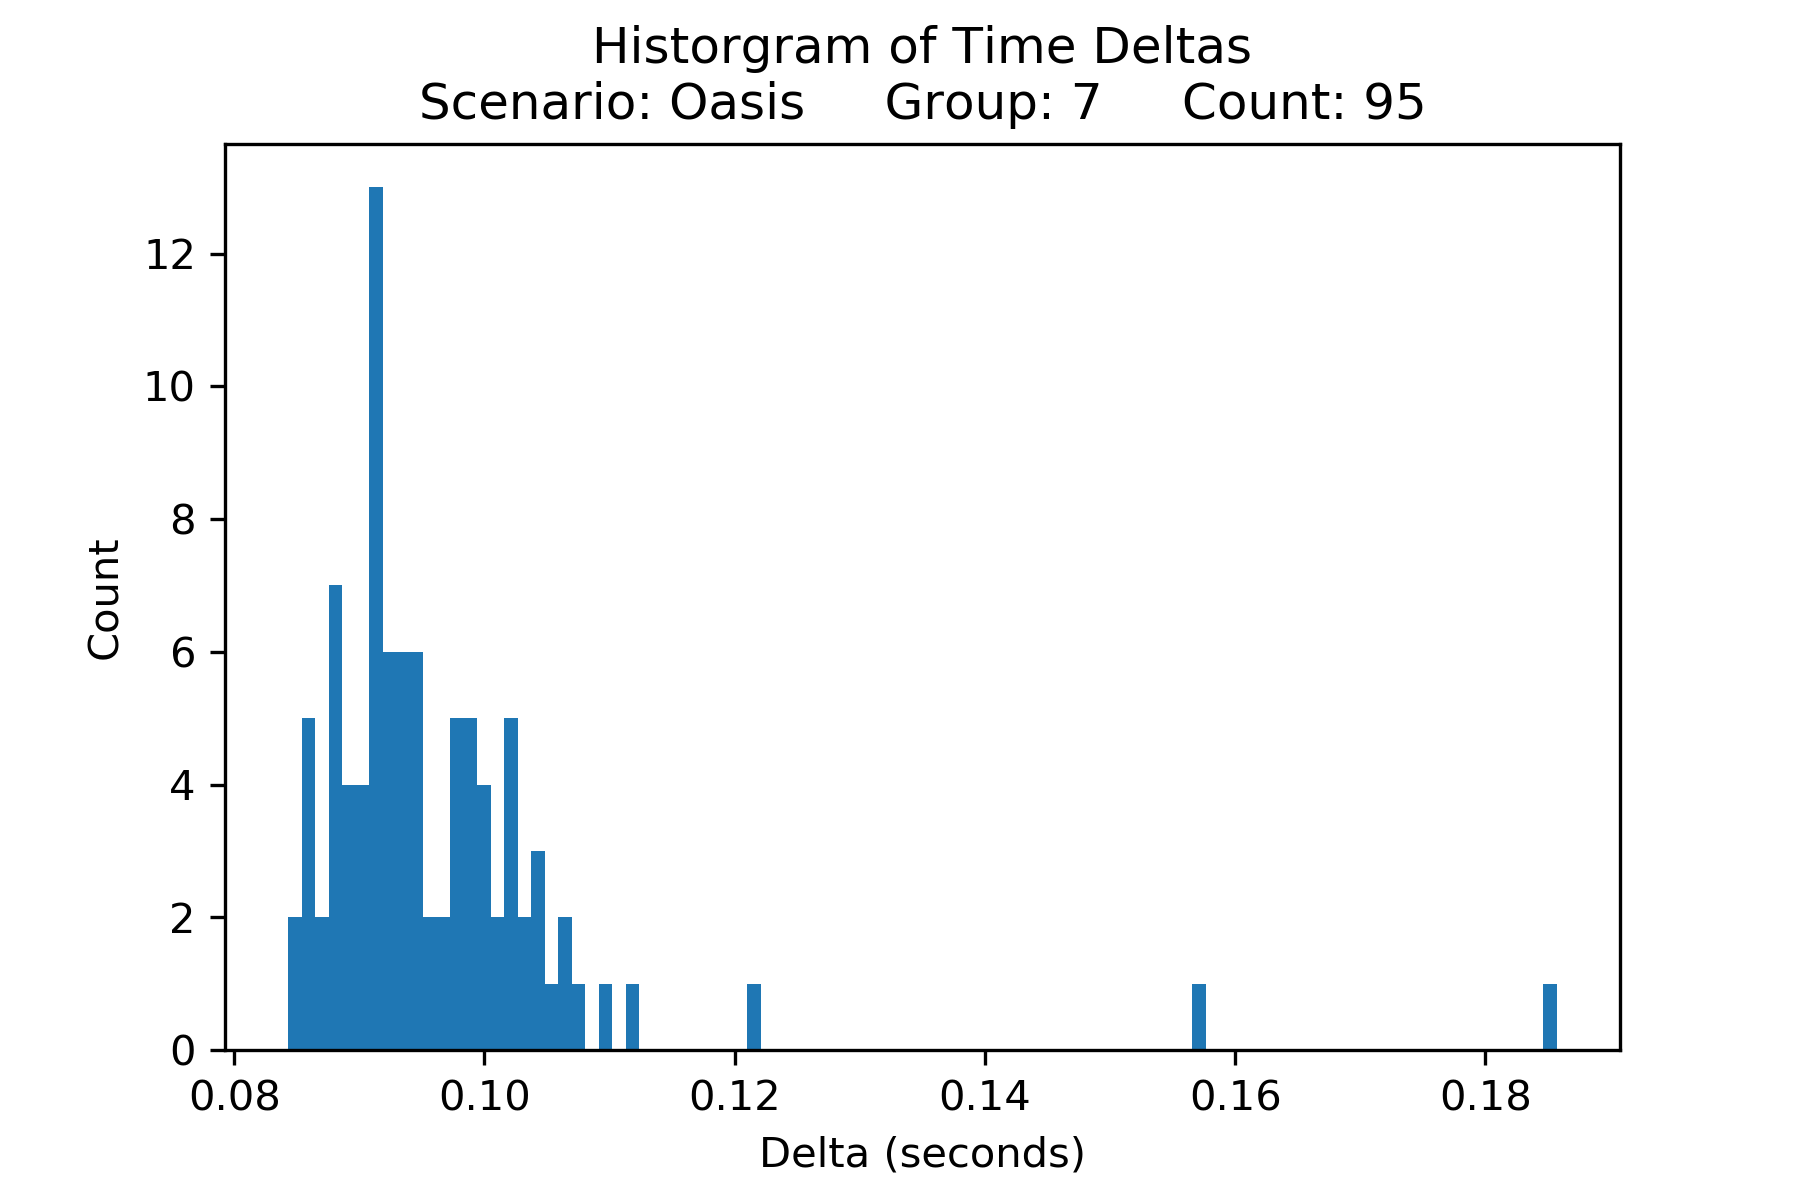 Historgram of Time Deltas
Scenario: Oasis     Group: 7     Count: 95
12
10
8
6
4
2
0
Count
0.08 0.10 0.12 0.14 0.16 0.18
Delta (seconds)